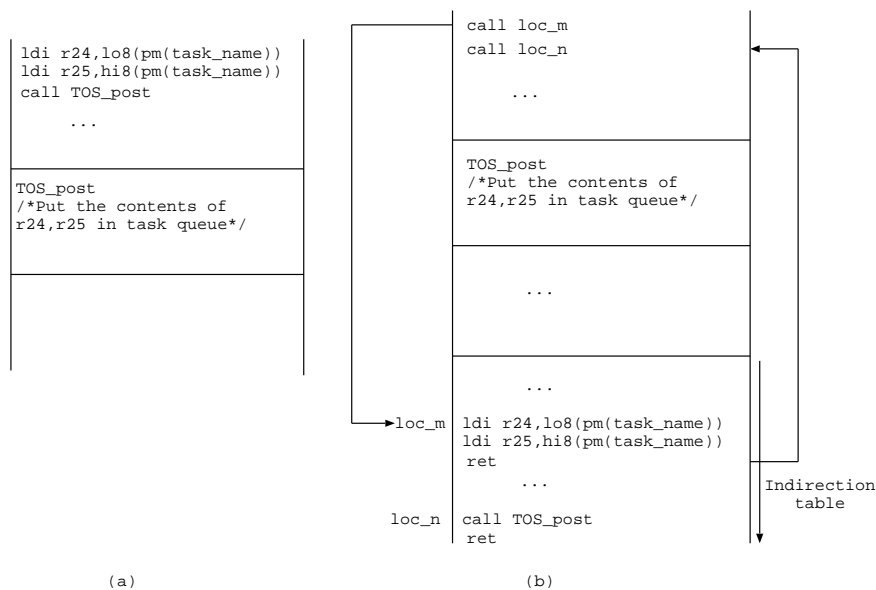 ldi r24,lo8(pm(task_name))
ldi r25,hi8(pm(task_name))
call TOS_post
...
TOS_post
/*Put the contents of
r24,r25 in task queue*/
(a)
call loc_m
call loc_n
...
TOS_post
/*Put the contents of
r24,r25 in task queue*/
...
...
loc_m ldi r24,lo8(pm(task_name))
ldi r25,hi8(pm(task_name))
ret
...
Indirection
table
loc_n call TOS_post
ret
(b)